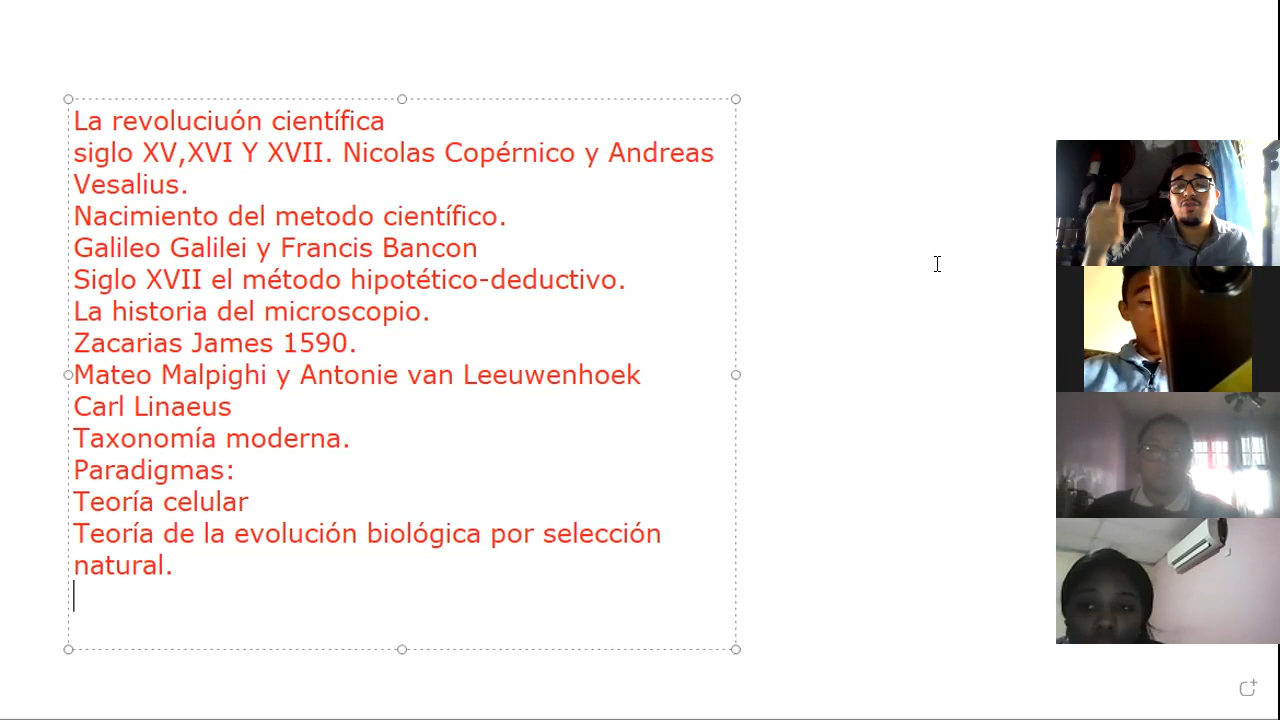 La revoluciuón científica
siglo XV,XVI Y XVII. Nicolas Copérnico y Andreas
Vesalius.
Nacimiento del metodo científico.
Galileo Galilei y Francis Bancon
Siglo XVII el método hipotético-deductivo.
La historia del microscopio.
Zacarias James 1590.
Mateo Malpighi y Antonie van Leeuwenhoek
Carl Linaeus
Taxonomía moderna.
Paradigmas:
Teoría celular
Teoría de la evolución biológica por selección
natural.